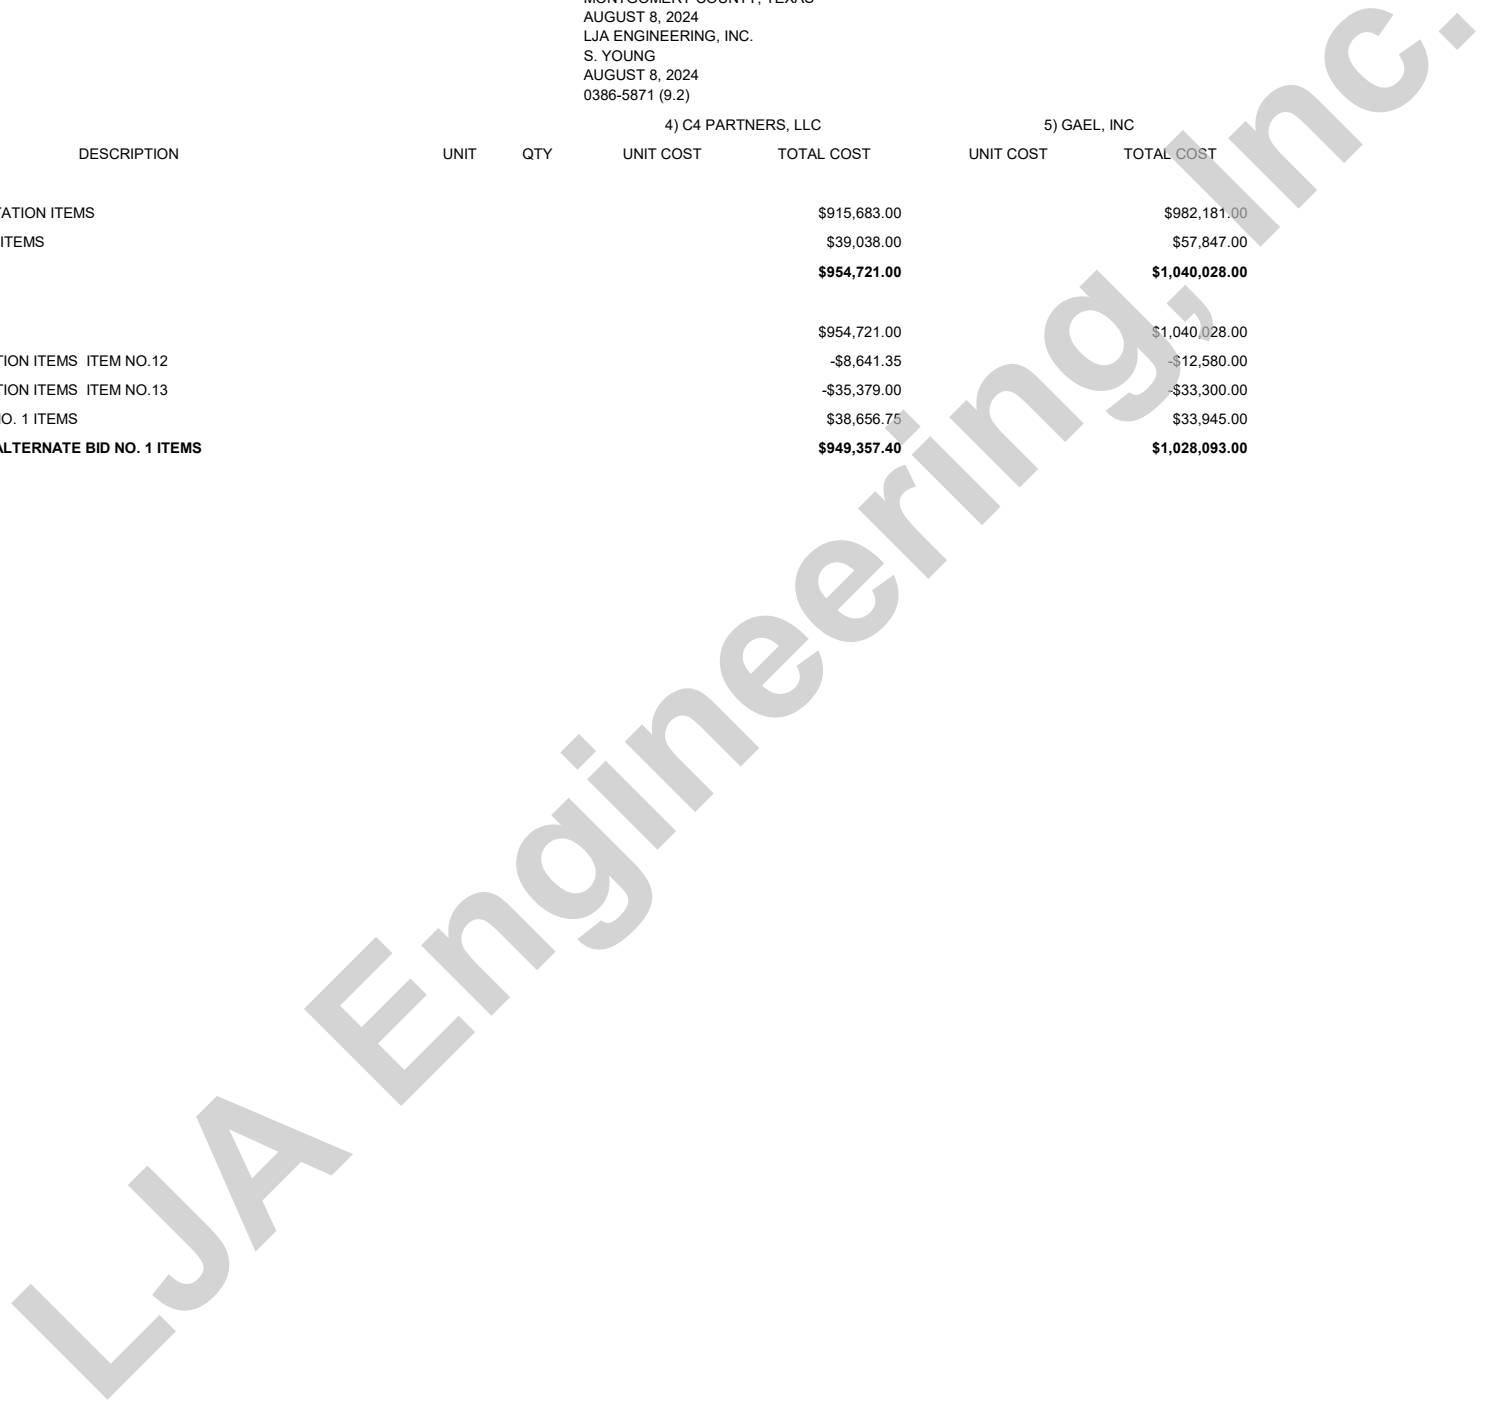 MONTGOMERY COUNTY, TEXAS
AUGUST 8, 2024
LJA ENGINEERING, INC.
S. YOUNG
AUGUST 8, 2024
0386-5871 (9.2)
4) C4 PARTNERS, LLC 5) GAEL, INC
DESCRIPTION UNIT QTY UNIT COST TOTAL COST UNIT COST TOTAL COST
TATION ITEMS $915,683.00 $982,181.00
ITEMS $39,038.00 $57,847.00
$954,721.00 $1,040,028.00
$954,721.00 $1,040,028.00
TION ITEMS ITEM NO.12 -$8,641.35 -$12,580.00
TION ITEMS ITEM NO.13 -$35,379.00 -$33,300.00
NO. 1 ITEMS $38,656.75 $33,945.00
ALTERNATE BID NO. 1 ITEMS $949,357.40 $1,028,093.00
LJA Engineering, Inc.